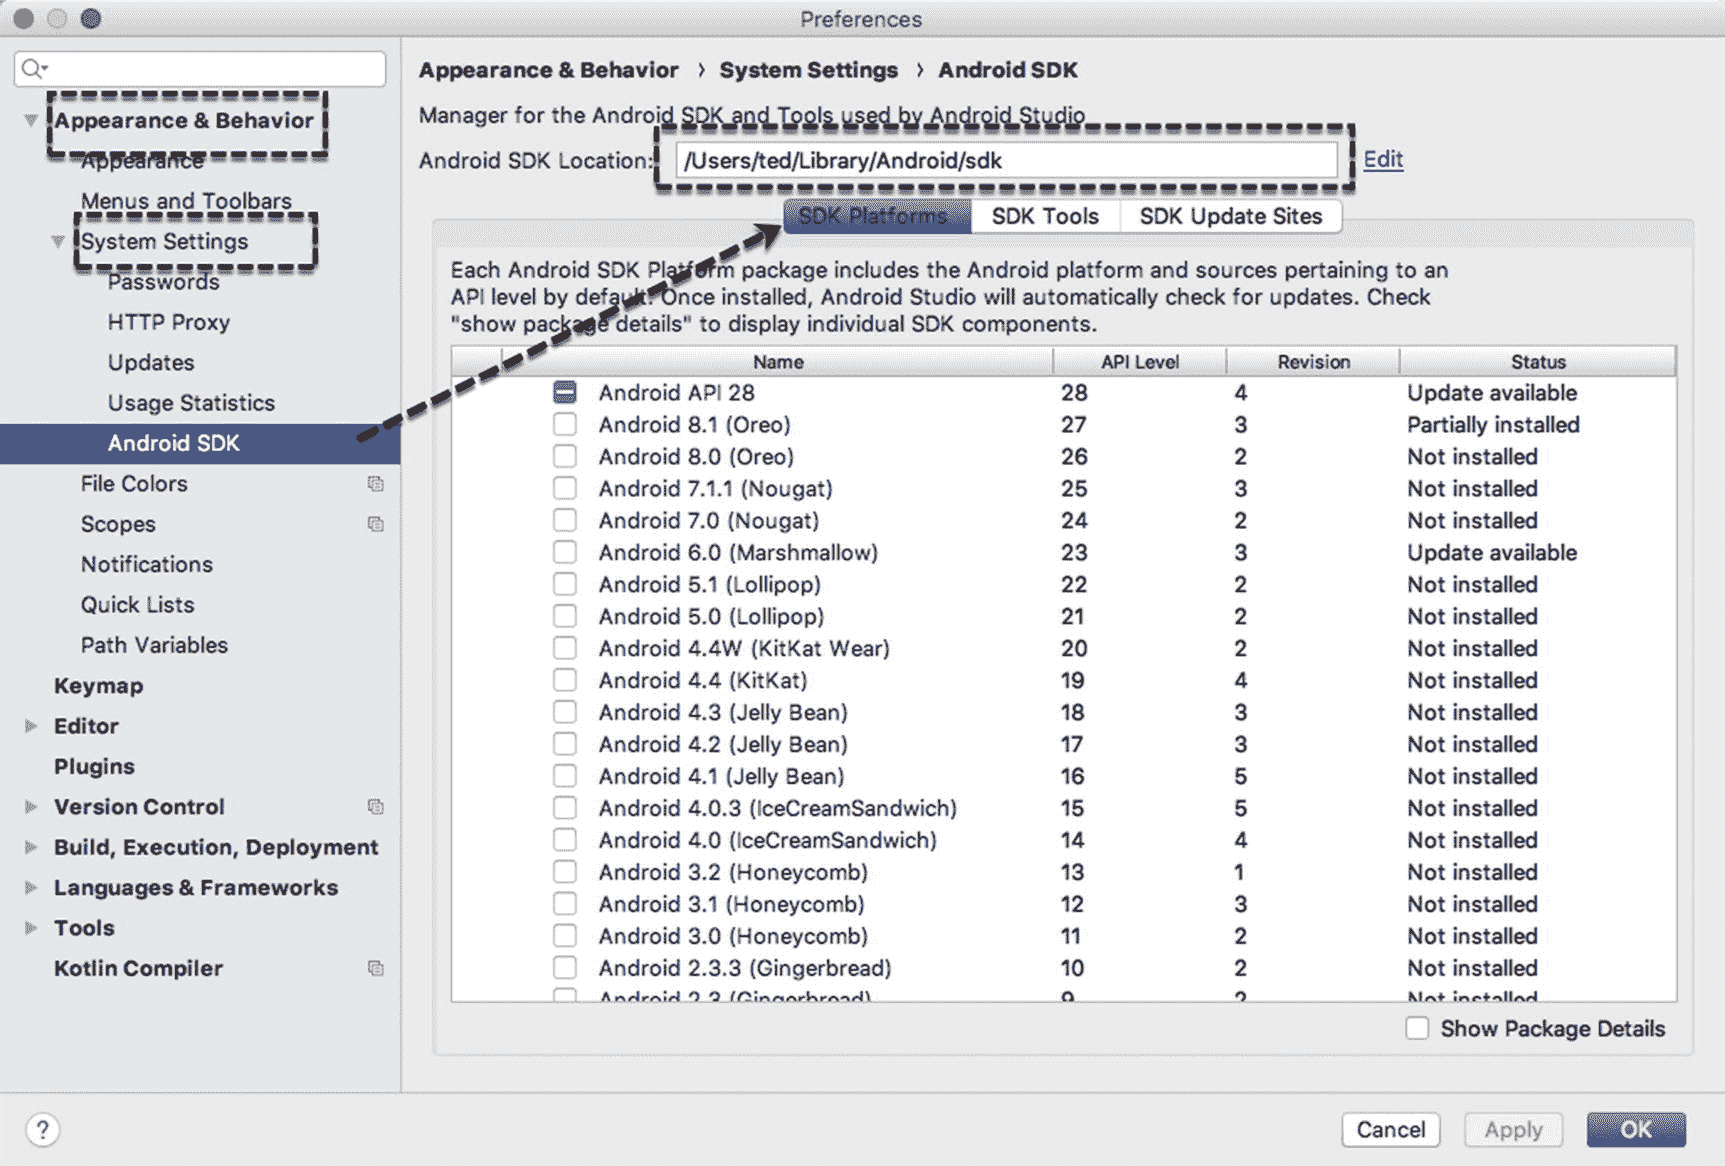 Preferences
Appearance & Behavior
Appearance
Menus and Toolbars
System Settings
Passwords
HTTP Proxy
Updates
Usage Statistics
Android SDK
File Colors
Scopes
Notifications
Quick Lists
Path Variables
Keymap
Editor
Plugins
Version Control
Build, Execution, Deployment
Languages & Frameworks
Tools
Kotlin Compiler
Appearance & Behavior › System Settings › Android SDK
Manager for the Android SDK and Tools used by Android Studio
Android SDK Location: /Users/ted/Library/Android/sdk Edit
SDK Platforms SDK Tools SDK Update Sites
Each Android SDK Platform package includes the Android platform and sources pertaining to an
API level by default. Once installed, Android Studio will automatically check for updates. Check
"show package details" to display individual SDK components.
Name API Level Revision Status
Android API 28 28 4 Update available
Android 8.1 (Oreo) 27 3 Partially installed
Android 8.0 (Oreo) 26 2 Not installed
Android 7.1.1 (Nougat) 25 3 Not installed
Android 7.0 (Nougat) 24 2 Not installed
Android 6.0 (Marshmallow) 23 3 Update available
Android 5.1 (Lollipop) 22 2 Not installed
Android 5.0 (Lollipop) 21 2 Not installed
Android 4.4W (KitKat Wear) 20 2 Not installed
Android 4.4 (KitKat) 19 4 Not installed
Android 4.3 (Jelly Bean) 18 3 Not installed
Android 4.2 (Jelly Bean) 17 3 Not installed
Android 4.1 (Jelly Bean) 16 5 Not installed
Android 4.0.3 (IceCreamSandwich) 15 5 Not installed
Android 4.0 (IceCreamSandwich) 14 4 Not installed
Android 3.2 (Honeycomb) 13 1 Not installed
Android 3.1 (Honeycomb) 12 3 Not installed
Android 3.0 (Honeycomb) 11 2 Not installed
Android 2.3.3 (Gingerbread) 10 2 Not installed
Android 2.3 (Gingerbread) 9 2 Not installed
Show Package Details
? Cancel Apply OK